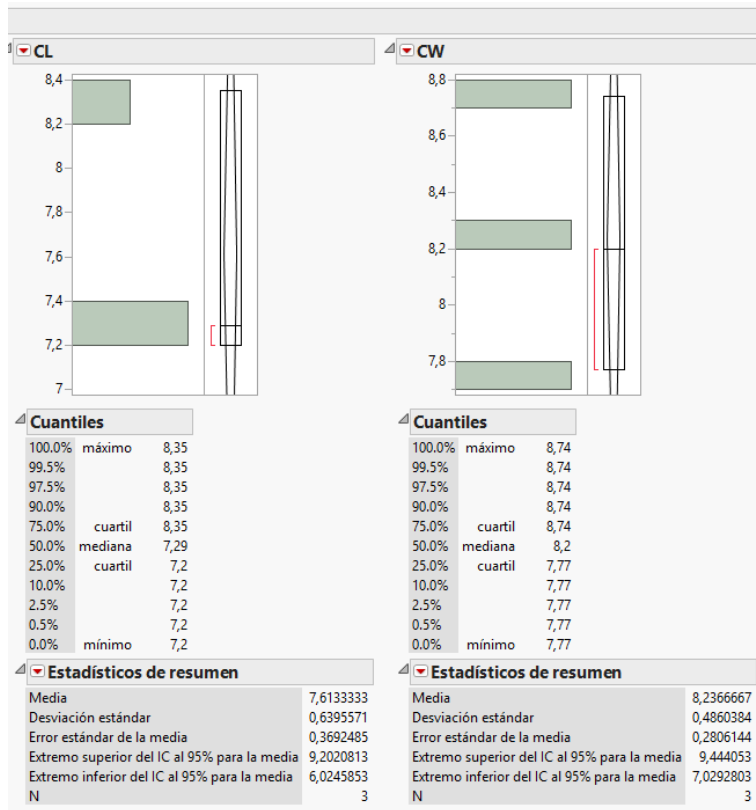 CL
8,4
8,2
8
7,8
7,6
7,4
7,2
7
Cuantiles
100.0% máximo 8,35
99.5% 8,35
97.5% 8,35
90.0% 8,35
75.0% cuartil 8,35
50.0% mediana 7,29
25.0% cuartil 7,2
10.0% 7,2
2.5% 7,2
0.5% 7,2
0.0% mínimo 7,2
Estadísticos de resumen
Media 7,6133333
Desviación estándar 0,6395571
Error estándar de la media 0,3692485
Extremo superior del IC al 95% para la media 9,2020813
Extremo inferior del IC al 95% para la media 6,0245853
N 3
CW
8,8
8,6
8,4
8,2
8
7,8
Cuantiles
100.0% máximo 8,74
99.5% 8,74
97.5% 8,74
90.0% 8,74
75.0% cuartil 8,74
50.0% mediana 8,2
25.0% cuartil 7,77
10.0% 7,77
2.5% 7,77
0.5% 7,77
0.0% mínimo 7,77
Estadísticos de resumen
Media 8,2366667
Desviación estándar 0,4860384
Error estándar de la media 0,2806144
Extremo superior del IC al 95% para la media 9,444053
Extremo inferior del IC al 95% para la media 7,0292803
N 3